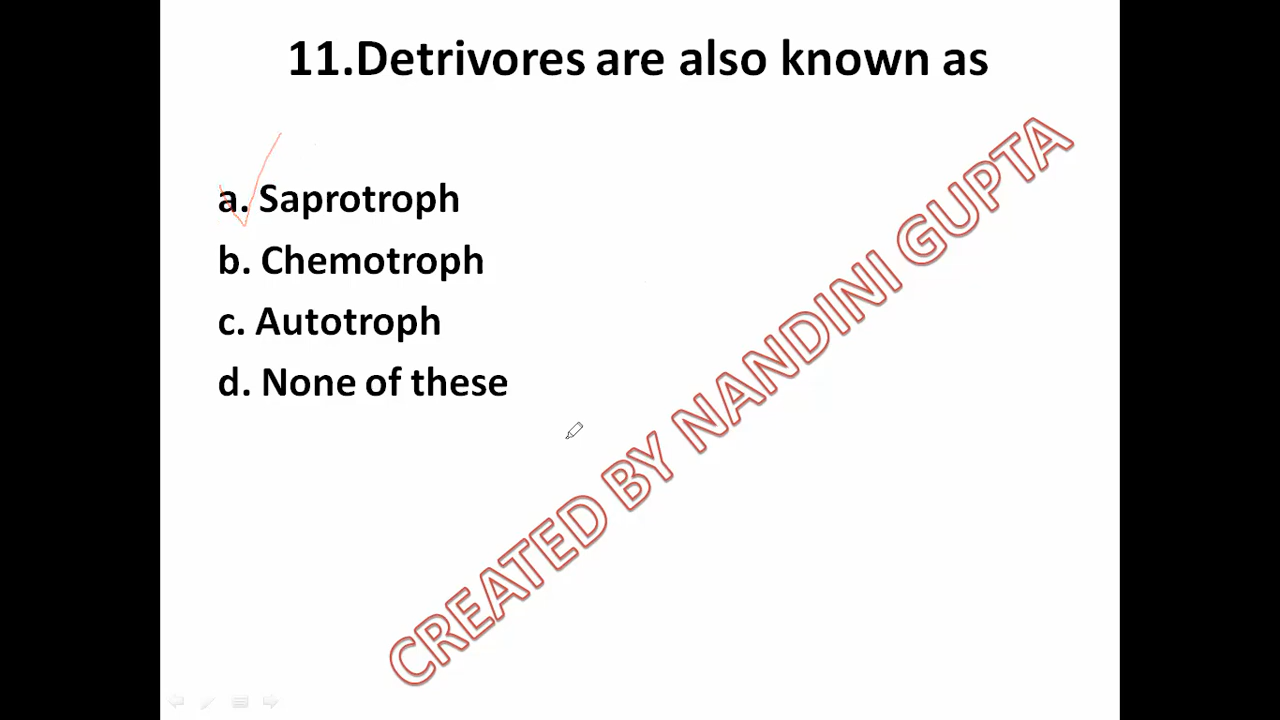 11.Detrivores are also known as
a. Saprotroph
b. Chemotroph
c. Autotroph
d. None of these
CREATED BY NANDINI GUPTA